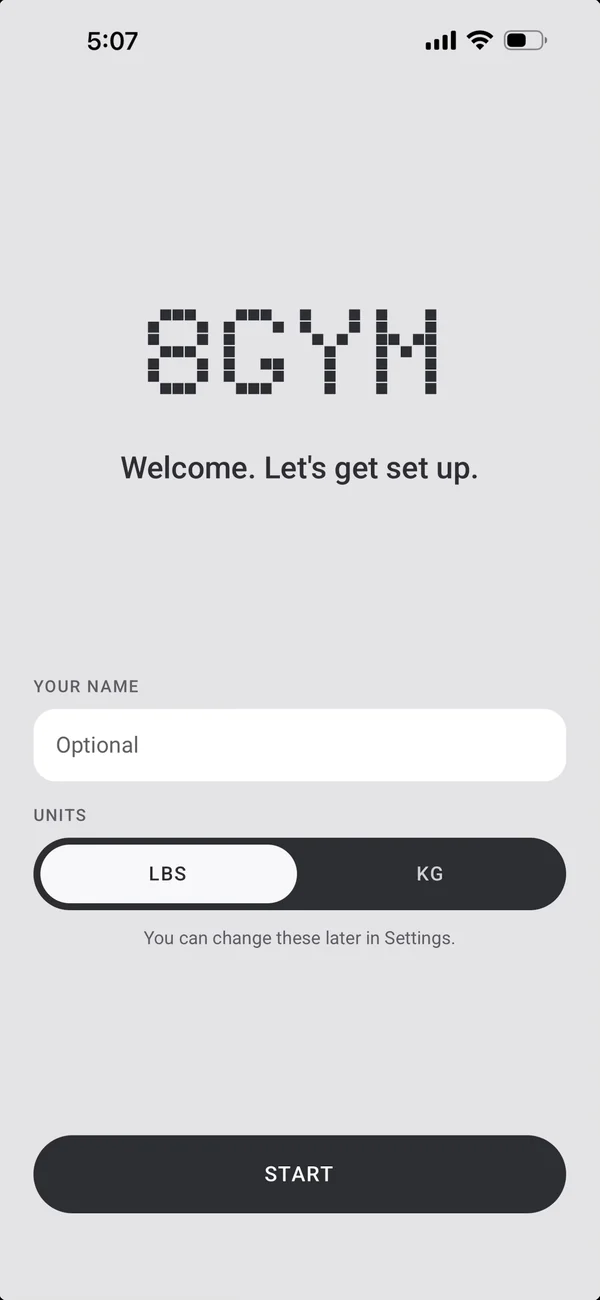 5:07
8GYM
Welcome. Let's get set up.
YOUR NAME
Optional
UNITS
LBS KG
You can change these later in Settings.
START